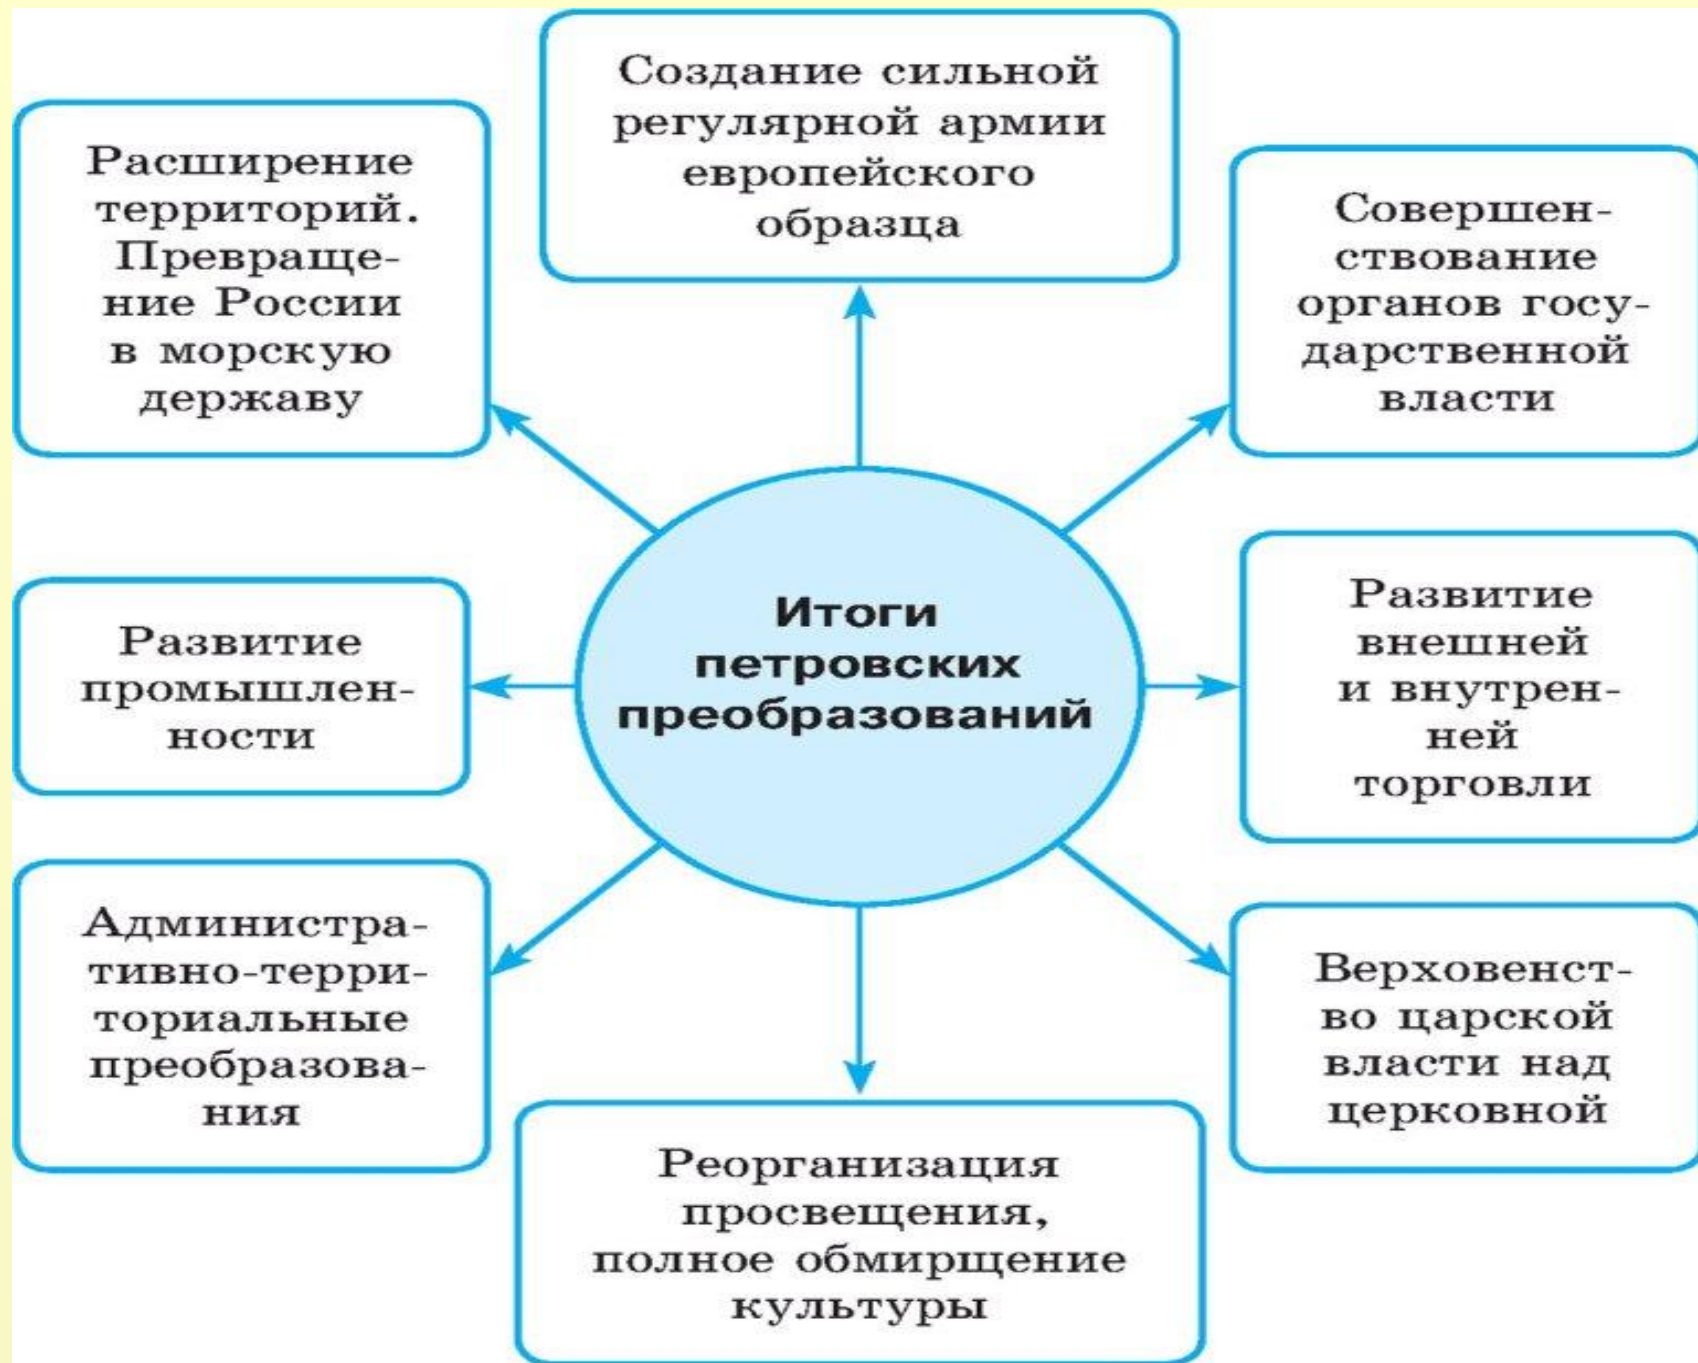 Создание сильной
регулярной армии
европейского
образца
Расширение
территорий.
Превраще-
ние России
в морскую
державу
Совершен-
ствование
органов госу-
дарственной
власти
Итоги
петровских
преобразований
Развитие
промышлен-
ности
Развитие
внешней
и внутрен-
ней
торговли
Администра-
тивно-терри-
ториальные
преобразова-
ния
Верховенст-
во царской
власти над
церковной
Реорганизация
просвещения,
полное обмирщение
культуры